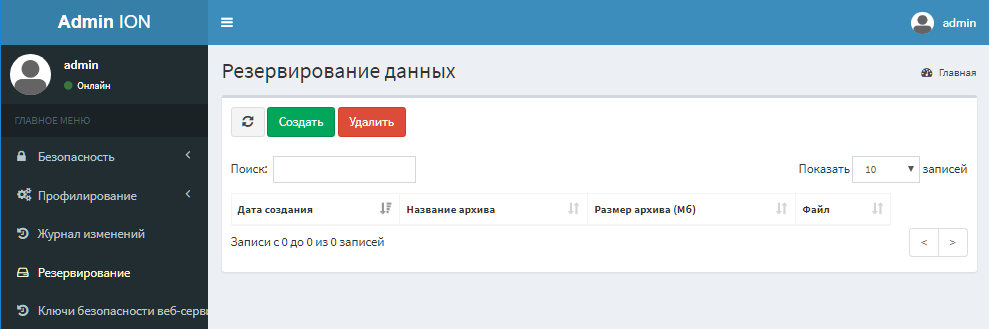 Admin ION
admin
admin
Онлайн
ГЛАВНОЕ МЕНЮ
Безопасность
Профилирование
Журнал изменений
Резервирование
Ключи безопасности веб-серви
Резервирование данных
Главная
Создать Удалить
Поиск:
Показать 10 записей
Дата создания Название архива Размер архива (Мб) Файл
Записи с 0 до 0 из 0 записей
< >